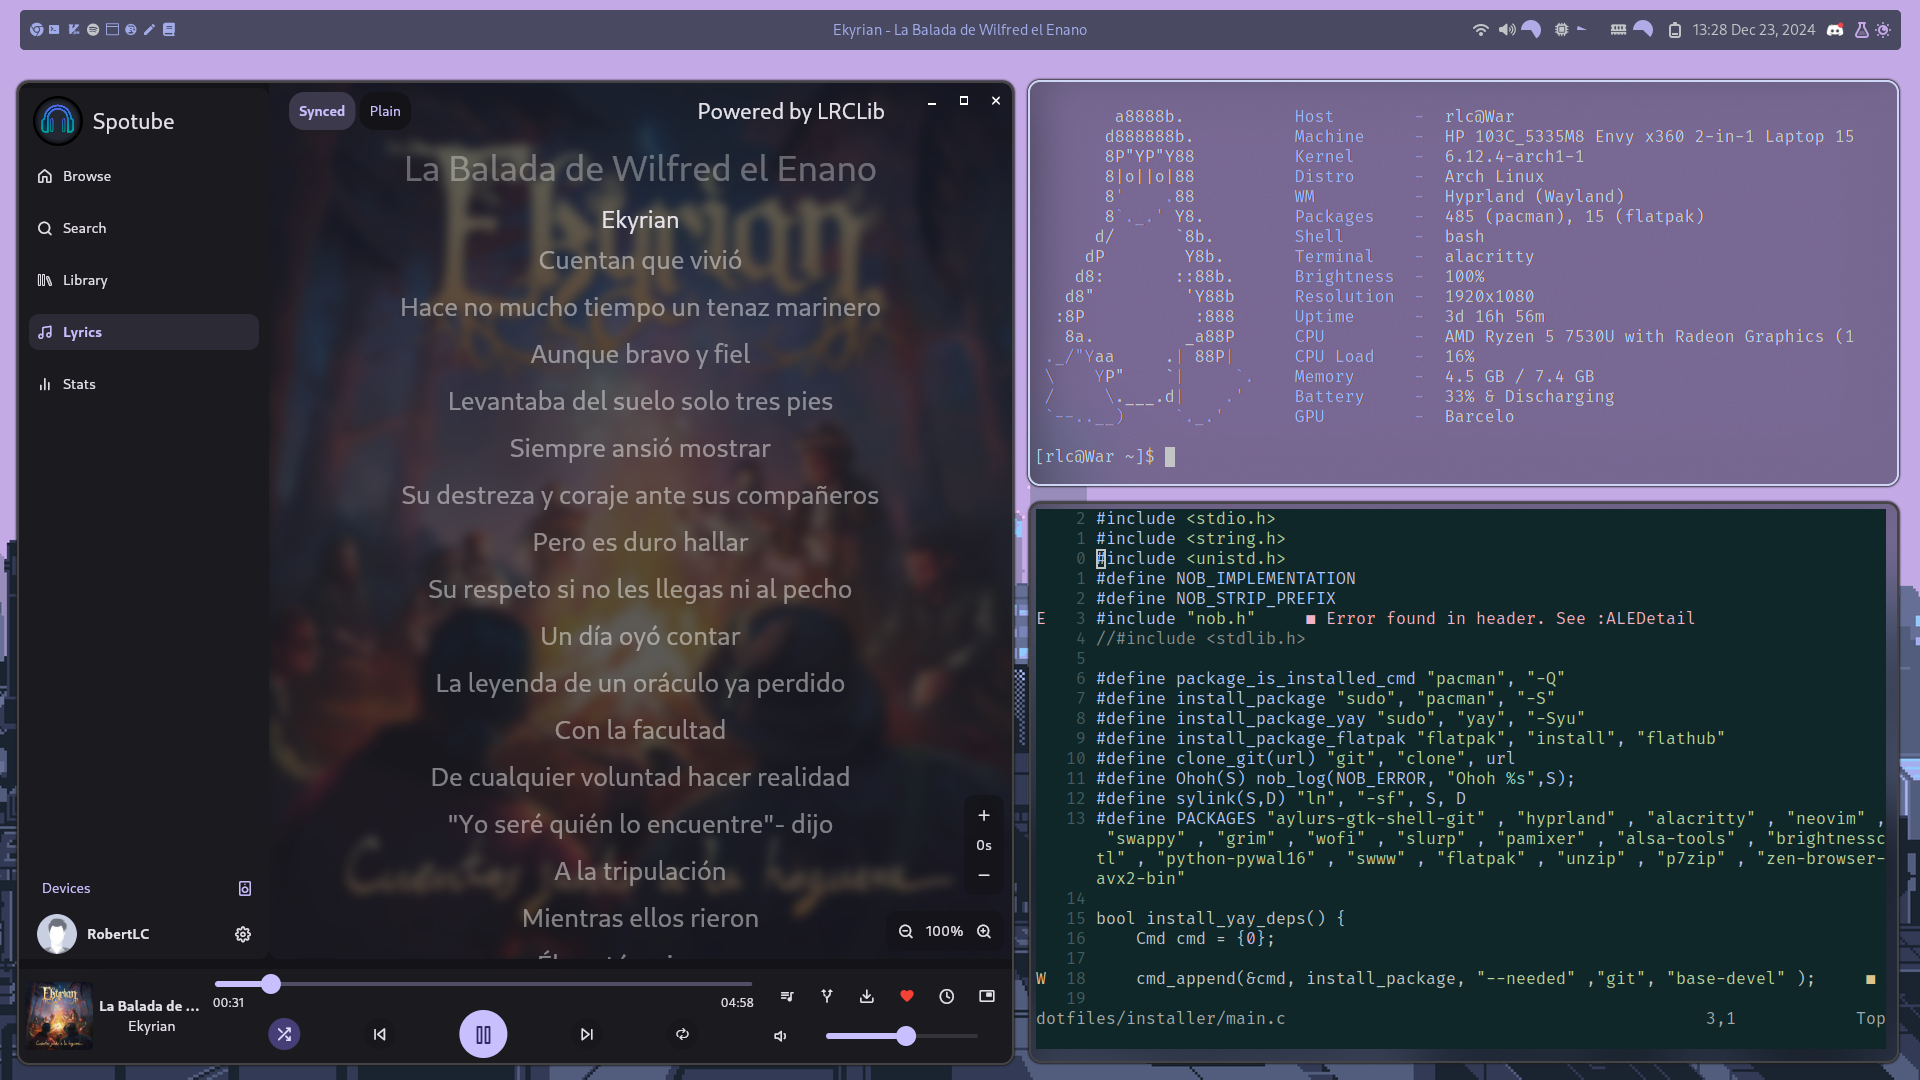 Ekyrian - La Balada de Wilfred el Enano
13:28 Dec 23, 2024
Spotube
Browse
Search
Library
Lyrics
Stats
Devices
RobertLC
Synced
Plain
Powered by LRCLib
La Balada de Wilfred el Enano
Ekyrian
Cuentan que vivió
Hace no mucho tiempo un tenaz marinero
Aunque bravo y fiel
Levantaba del suelo solo tres pies
Siempre ansió mostrar
Su destreza y coraje ante sus compañeros
Pero es duro hallar
Su respeto si no les llegas ni al pecho
Un día oyó contar
La leyenda de un oráculo ya perdido
Con la facultad
De cualquier voluntad hacer realidad
"Yo seré quién lo encuentre"- dijo
A la tripulación
Mientras ellos rieron
+
0s
−
100%
La Balada de ...
Ekyrian
00:31
04:58
a8888b.
d888888b.
8P"YP"Y88
8|o||o|88
8'    .88
8`._.' Y8.
d/      `8b.
dP        Y8b.
d8:       ::88b.
d8"         'Y88b
:8P           :888
8a.         _a88P
._/"Yaa     .| 88P|
\    YP"    `|     `.
/     \.___.d|    .'
`--..__)     `._.'
Host - rlc@War
Machine - HP 103C_5335M8 Envy x360 2-in-1 Laptop 15
Kernel - 6.12.4-arch1-1
Distro - Arch Linux
WM - Hyprland (Wayland)
Packages - 485 (pacman), 15 (flatpak)
Shell - bash
Terminal - alacritty
Brightness - 100%
Resolution - 1920x1080
Uptime - 3d 16h 56m
CPU - AMD Ryzen 5 7530U with Radeon Graphics (1
CPU Load - 16%
Memory - 4.5 GB / 7.4 GB
Battery - 33% & Discharging
GPU - Barcelo
[rlc@War ~]$
2 #include <stdio.h>
1 #include <string.h>
0 #include <unistd.h>
1 #define NOB_IMPLEMENTATION
2 #define NOB_STRIP_PREFIX
E 3 #include "nob.h" ■ Error found in header. See :ALEDetail
4 //#include <stdlib.h>
5
6 #define package_is_installed_cmd "pacman", "-Q"
7 #define install_package "sudo", "pacman", "-S"
8 #define install_package_yay "sudo", "yay", "-Syu"
9 #define install_package_flatpak "flatpak", "install", "flathub"
10 #define clone_git(url) "git", "clone", url
11 #define Ohoh(S) nob_log(NOB_ERROR, "Ohoh %s",S);
12 #define sylink(S,D) "ln", "-sf", S, D
13 #define PACKAGES "aylurs-gtk-shell-git" , "hyprland" , "alacritty" , "neovim" ,
"swappy" , "grim" , "wofi" , "slurp" , "pamixer" , "alsa-tools" , "brightnessc
tl" , "python-pywal16" , "swww" , "flatpak" , "unzip" , "p7zip" , "zen-browser-
avx2-bin"
14
15 bool install_yay_deps() {
16 Cmd cmd = {0};
17
W 18 cmd_append(&cmd, install_package, "--needed" ,"git", "base-devel" ); ■
19
dotfiles/installer/main.c 3,1 Top